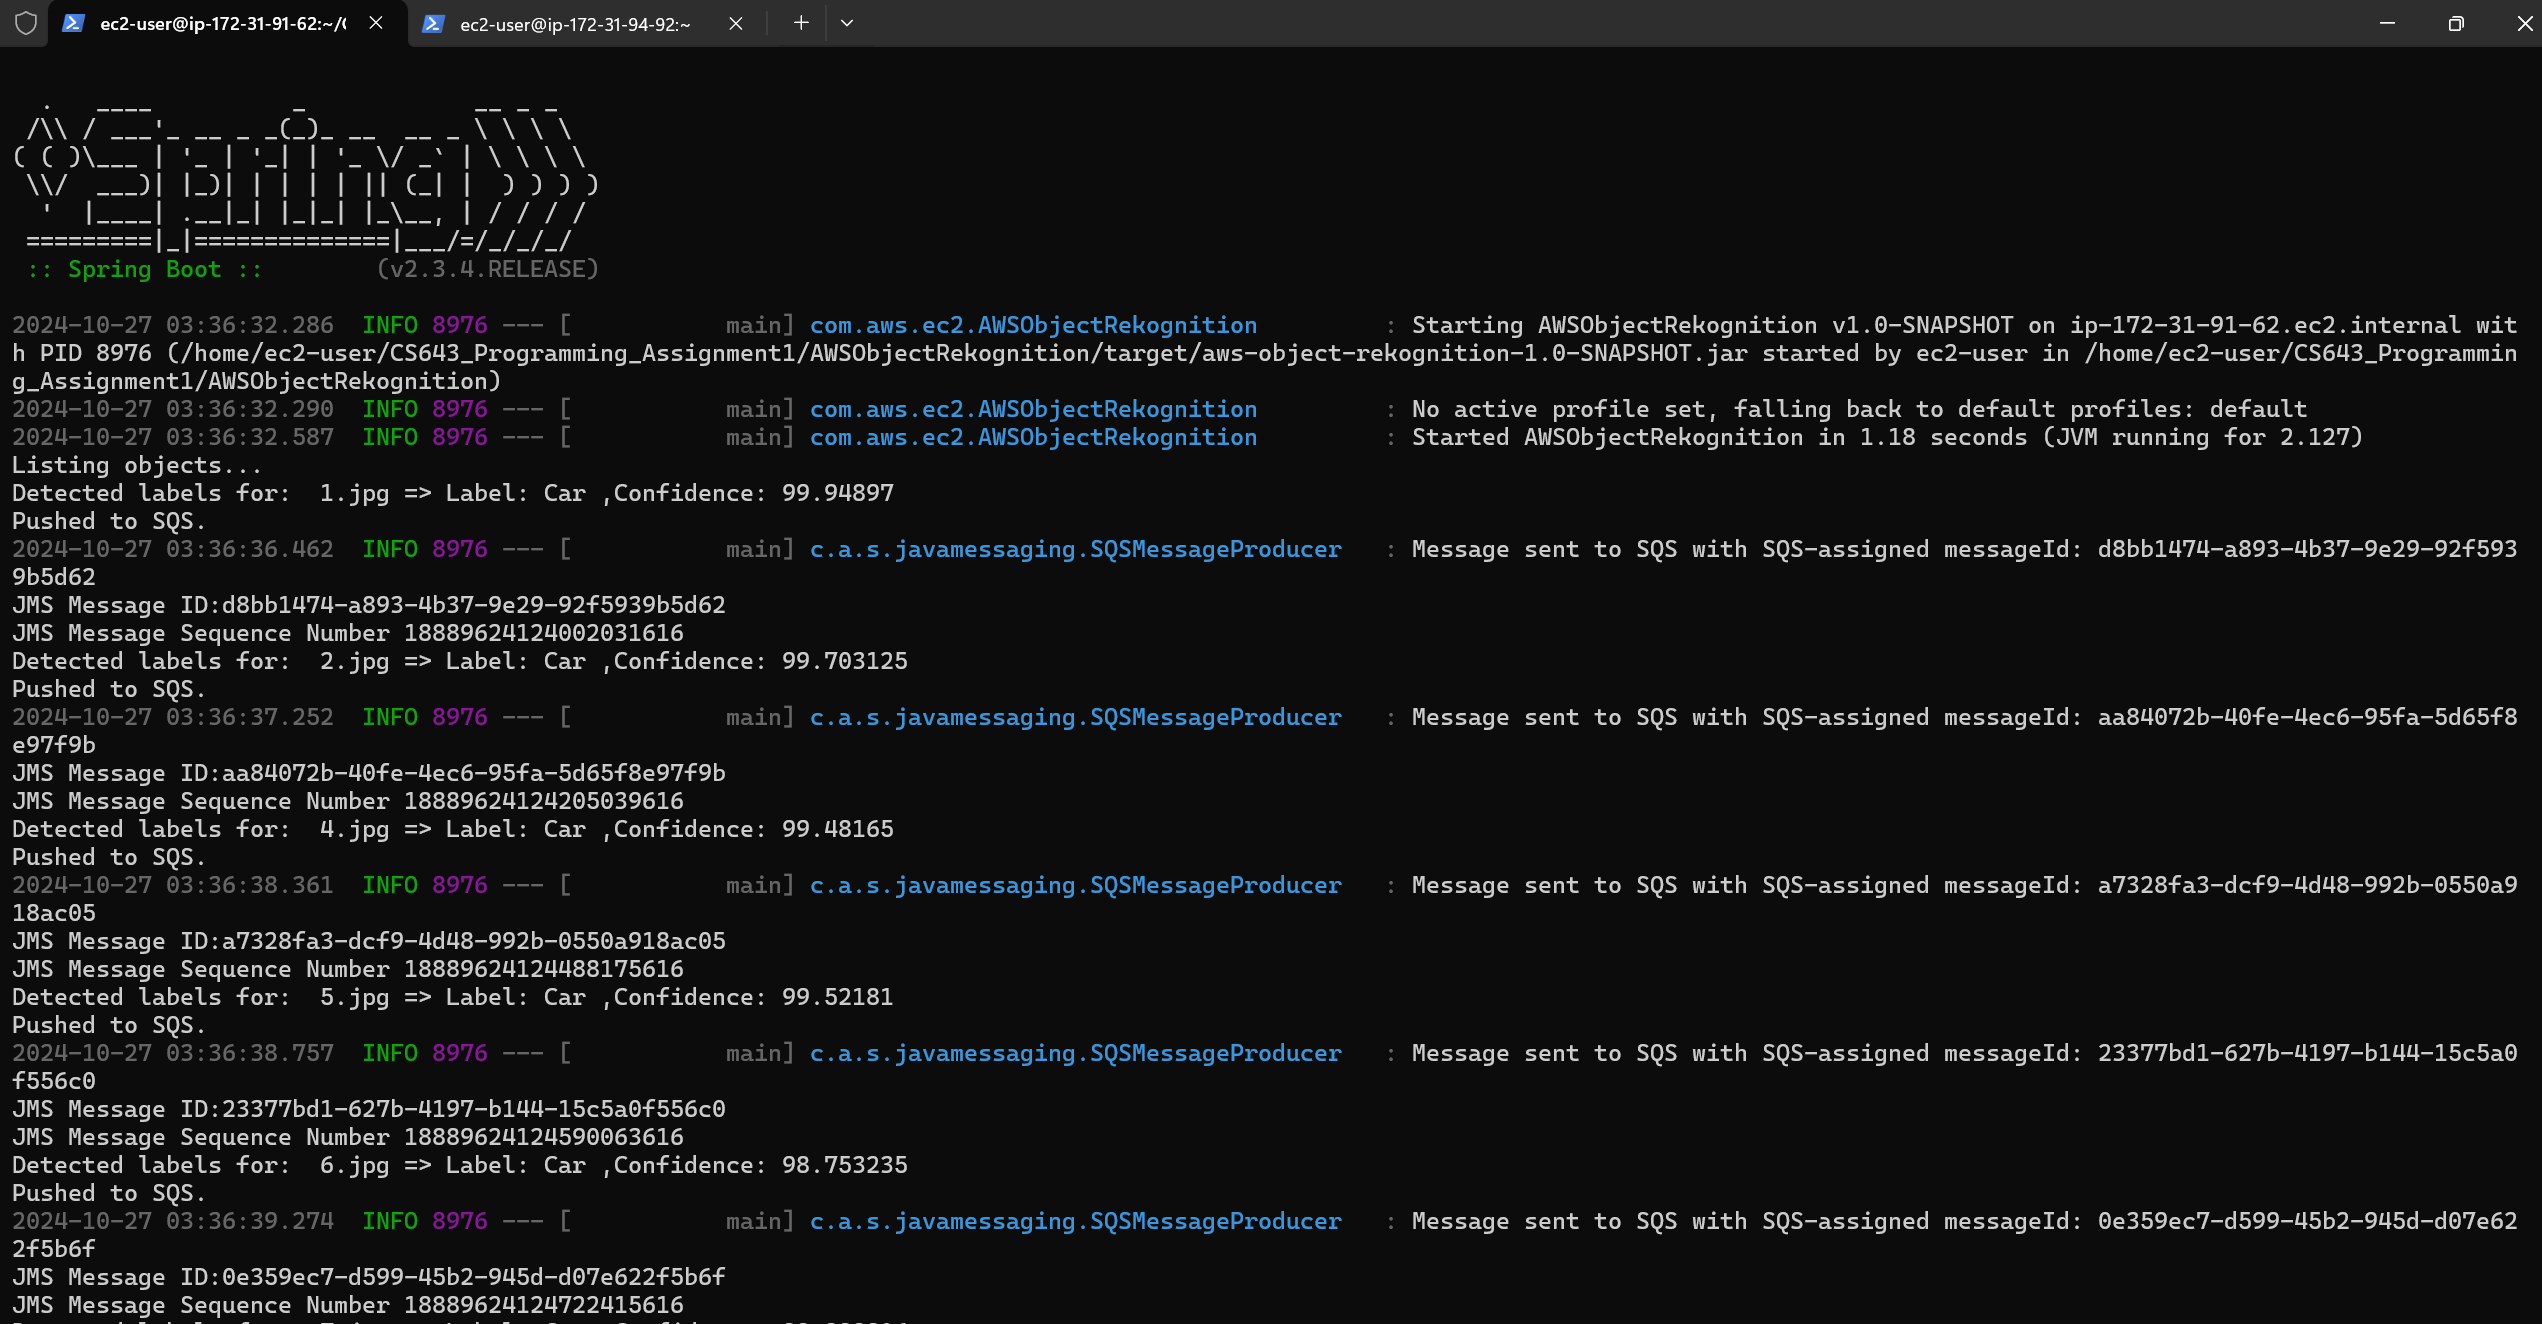 ec2-user@ip-172-31-91-62:~/C
ec2-user@ip-172-31-94-92:~
  .   ____          _            __ _ _
 /\\ / ___'_ __ _ _(_)_ __  __ _ \ \ \ \
( ( )\___ | '_ | '_| | '_ \/ _` | \ \ \ \
 \\/  ___)| |_)| | | | | || (_| |  ) ) ) )
  '  |____| .__|_| |_|_| |_\__, | / / / /
 =========|_|==============|___/=/_/_/_/
 :: Spring Boot ::        (v2.3.4.RELEASE)
2024-10-27 03:36:32.286  INFO 8976 --- [           main] com.aws.ec2.AWSObjectRekognition         : Starting AWSObjectRekognition v1.0-SNAPSHOT on ip-172-31-91-62.ec2.internal wit
h PID 8976 (/home/ec2-user/CS643_Programming_Assignment1/AWSObjectRekognition/target/aws-object-rekognition-1.0-SNAPSHOT.jar started by ec2-user in /home/ec2-user/CS643_Programmin
g_Assignment1/AWSObjectRekognition)
2024-10-27 03:36:32.290  INFO 8976 --- [           main] com.aws.ec2.AWSObjectRekognition         : No active profile set, falling back to default profiles: default
2024-10-27 03:36:32.587  INFO 8976 --- [           main] com.aws.ec2.AWSObjectRekognition         : Started AWSObjectRekognition in 1.18 seconds (JVM running for 2.127)
Listing objects...
Detected labels for:  1.jpg => Label: Car ,Confidence: 99.94897
Pushed to SQS.
2024-10-27 03:36:36.462  INFO 8976 --- [           main] c.a.s.javamessaging.SQSMessageProducer   : Message sent to SQS with SQS-assigned messageId: d8bb1474-a893-4b37-9e29-92f593
9b5d62
JMS Message ID:d8bb1474-a893-4b37-9e29-92f5939b5d62
JMS Message Sequence Number 18889624124002031616
Detected labels for:  2.jpg => Label: Car ,Confidence: 99.703125
Pushed to SQS.
2024-10-27 03:36:37.252  INFO 8976 --- [           main] c.a.s.javamessaging.SQSMessageProducer   : Message sent to SQS with SQS-assigned messageId: aa84072b-40fe-4ec6-95fa-5d65f8
e97f9b
JMS Message ID:aa84072b-40fe-4ec6-95fa-5d65f8e97f9b
JMS Message Sequence Number 18889624124205039616
Detected labels for:  4.jpg => Label: Car ,Confidence: 99.48165
Pushed to SQS.
2024-10-27 03:36:38.361  INFO 8976 --- [           main] c.a.s.javamessaging.SQSMessageProducer   : Message sent to SQS with SQS-assigned messageId: a7328fa3-dcf9-4d48-992b-0550a9
18ac05
JMS Message ID:a7328fa3-dcf9-4d48-992b-0550a918ac05
JMS Message Sequence Number 18889624124488175616
Detected labels for:  5.jpg => Label: Car ,Confidence: 99.52181
Pushed to SQS.
2024-10-27 03:36:38.757  INFO 8976 --- [           main] c.a.s.javamessaging.SQSMessageProducer   : Message sent to SQS with SQS-assigned messageId: 23377bd1-627b-4197-b144-15c5a0
f556c0
JMS Message ID:23377bd1-627b-4197-b144-15c5a0f556c0
JMS Message Sequence Number 18889624124590063616
Detected labels for:  6.jpg => Label: Car ,Confidence: 98.753235
Pushed to SQS.
2024-10-27 03:36:39.274  INFO 8976 --- [           main] c.a.s.javamessaging.SQSMessageProducer   : Message sent to SQS with SQS-assigned messageId: 0e359ec7-d599-45b2-945d-d07e62
2f5b6f
JMS Message ID:0e359ec7-d599-45b2-945d-d07e622f5b6f
JMS Message Sequence Number 18889624124722415616